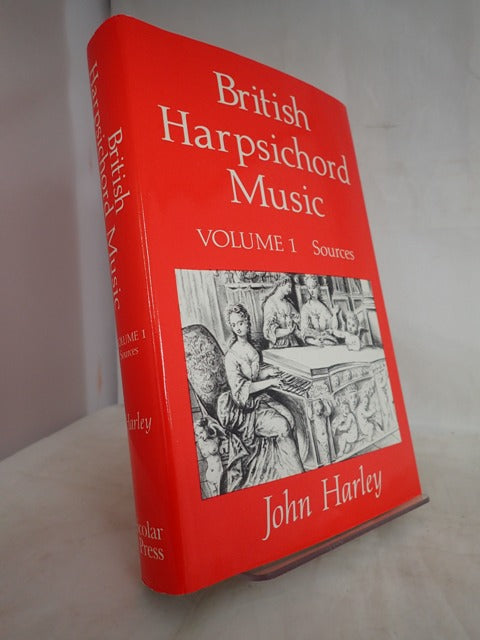 British
Harpsichord
Music
VOLUME 1 Sources
John Harley
British
Harpsichord Music
VOLUME 1
Sources
Harley
Scolar
Press